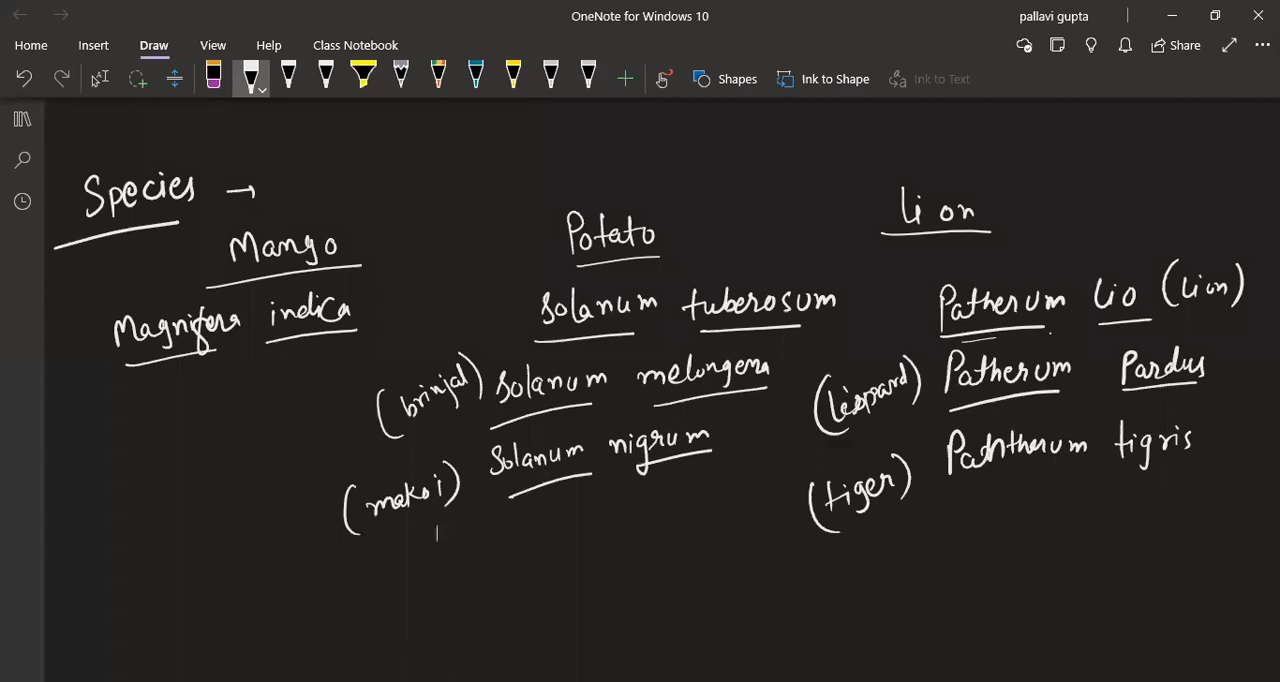 OneNote for Windows 10
pallavi gupta
Home Insert Draw View Help Class Notebook
Share
Shapes Ink to Shape Ink to Text
Species →
Mango
Magnifera indica
Potato
Solanum tuberosum
(brinjal) Solanum melongena
(makoi) Solanum nigrum
Lion
Patherum Lio (Lion)
(leoppard) Patherum Pardus
(tiger) Pantherum tigris